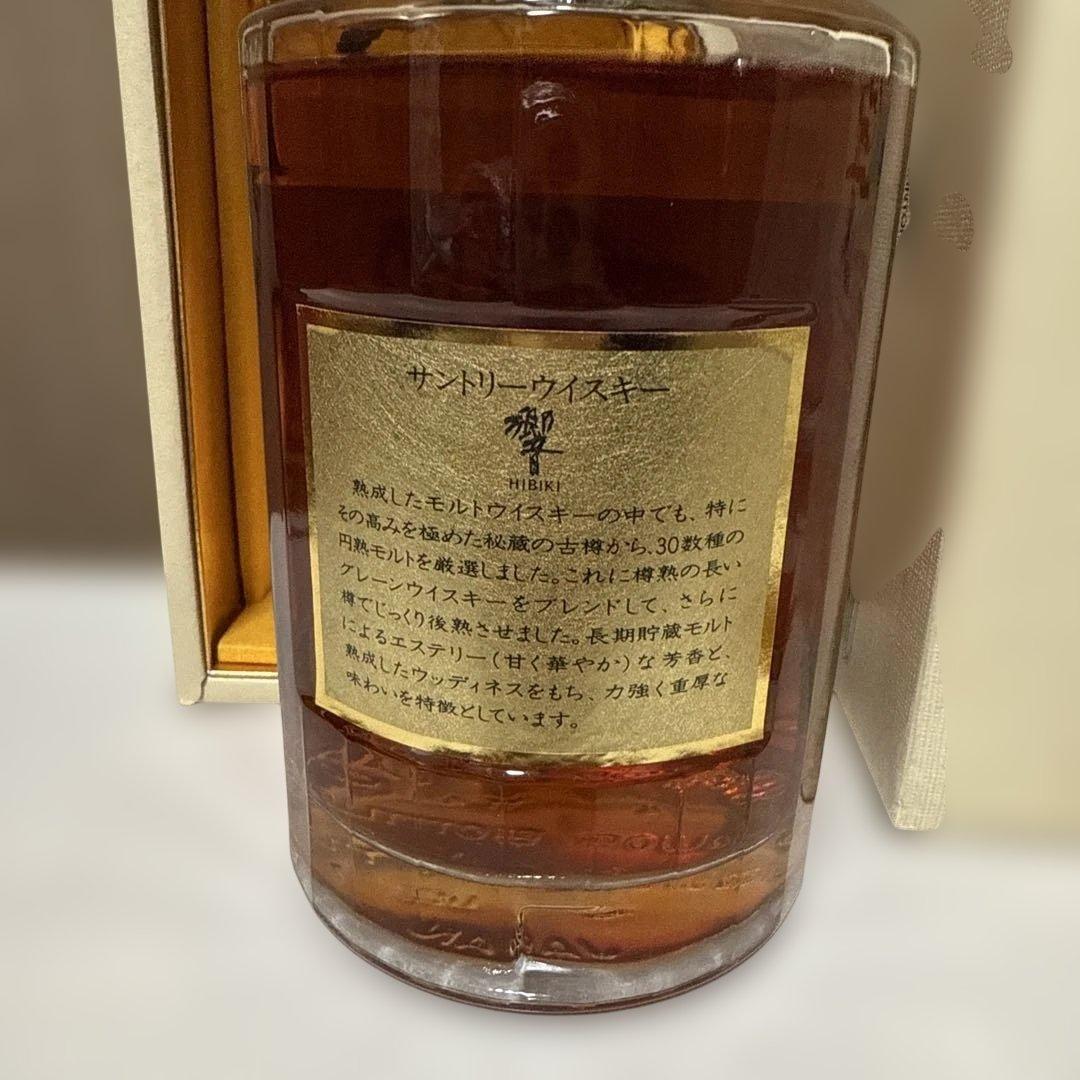 サントリーウイスキー
響
HIBIKI
熟成したモルトウイスキーの中でも、特に
その高みを極めた秘蔵の古樽から、30数種の
円熟モルトを厳選しました。これに樽熟の長い
グレーンウイスキーをブレンドして、さらに
樽でじっくり後熟させました。長期貯蔵モルト
によるエステリー(甘く華やか)な芳香と、
熟成したウッディネスをもち、力強く重厚な
味わいを特徴としています。